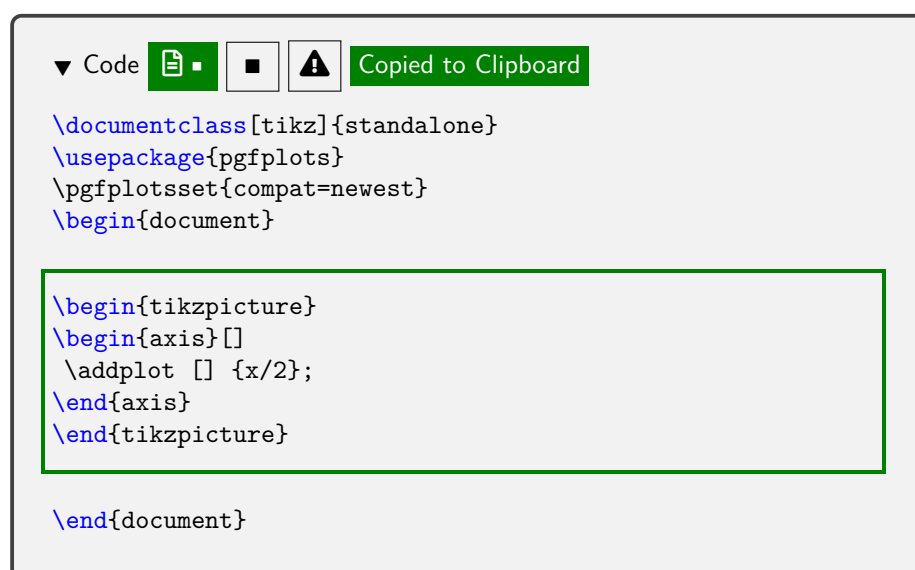 ▼ Code Copied to Clipboard
\documentclass[tikz]{standalone}
\usepackage{pgfplots}
\pgfplotsset{compat=newest}
\begin{document}
\begin{tikzpicture}
\begin{axis}[]
 \addplot [] {x/2};
\end{axis}
\end{tikzpicture}
\end{document}